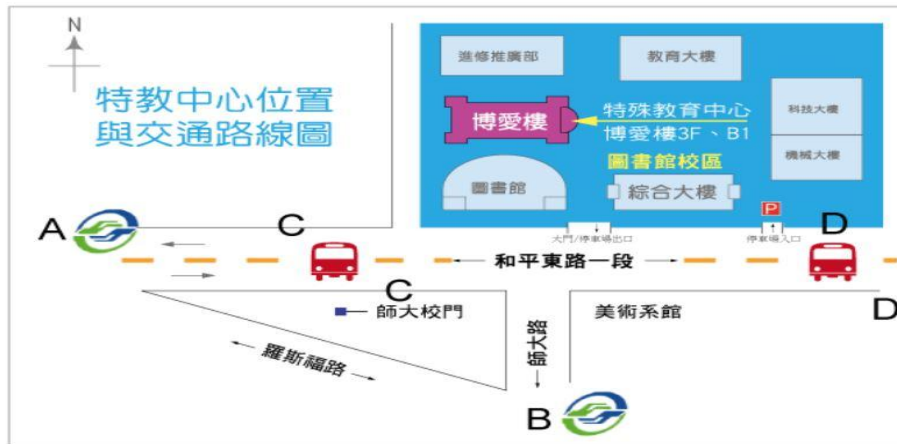 N
特教中心位置
與交通路線圖
進修推廣部
教育大樓
博愛樓
特殊教育中心
博愛樓3F、B1
科技大樓
機械大樓
圖書館校區
圖書館
綜合大樓
P
大門/停車場出口
停車場入口
A
C
D
和平東路一段
C
D
師大校門
美術系館
羅斯福路
師大路
B